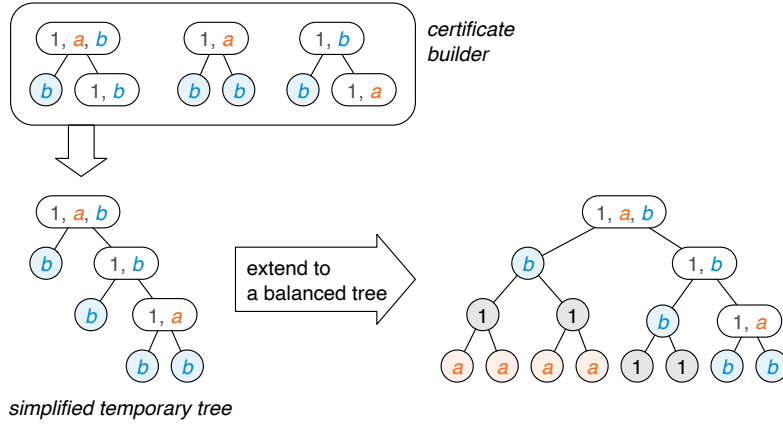 1, a, b
1, a
1, b
certificate
builder
b
1, b
b
b
b
1, a
1, a, b
1, a, b
b
1, b
extend to
a balanced tree
b
1, b
b
1, a
1
1
b
1, a
b
b
a
a
a
a
1
1
b
b
simplified temporary tree